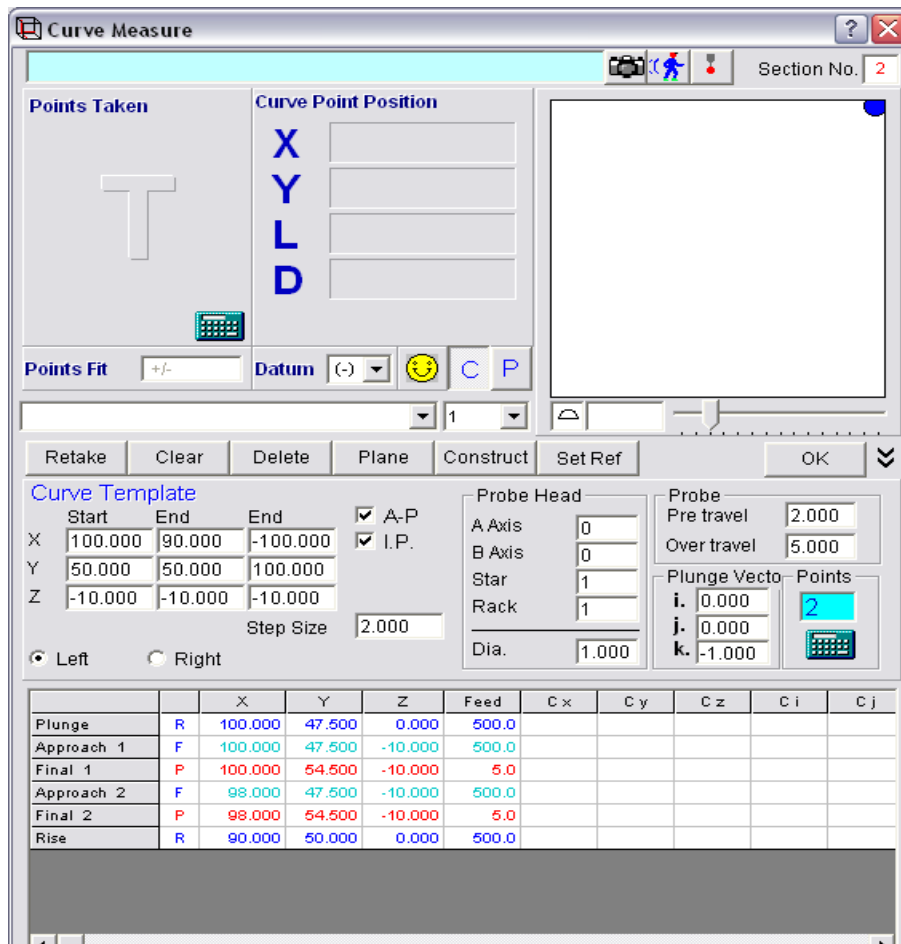 Curve Measure
Section No. 2
Points Taken
T
Curve Point Position
X
Y
L
D
Points Fit +/- Datum (-) C P
1
Retake Clear Delete Plane Construct Set Ref OK
Curve Template
Start End End
X 100.000 90.000 -100.000
Y 50.000 50.000 100.000
Z -10.000 -10.000 -10.000
Step Size 2.000
Left Right
A-P
I.P.
Probe Head
A Axis 0
B Axis 0
Star 1
Rack 1
Dia. 1.000
Probe
Pre travel 2.000
Over travel 5.000
Plunge Vecto
i. 0.000
j. 0.000
k. -1.000
Points
2
X Y Z Feed C x C y C z C i C j
Plunge R 100.000 47.500 0.000 500.0
Approach 1 F 100.000 47.500 -10.000 500.0
Final 1 P 100.000 54.500 -10.000 5.0
Approach 2 F 98.000 47.500 -10.000 500.0
Final 2 P 98.000 54.500 -10.000 5.0
Rise R 90.000 50.000 0.000 500.0